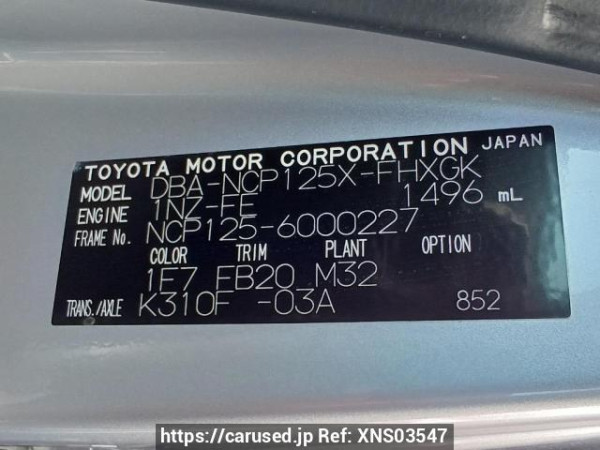 TOYOTA MOTOR CORPORATION JAPAN
MODEL DBA-NCP125X-FHXGK
ENGINE 1NZ-FE 1496 mL
FRAME No. NCP125-6000227
COLOR TRIM PLANT OPTION
1E7 FB20 M32
TRANS./AXLE K310F -03A 852
https://carused.jp Ref: XNS03547